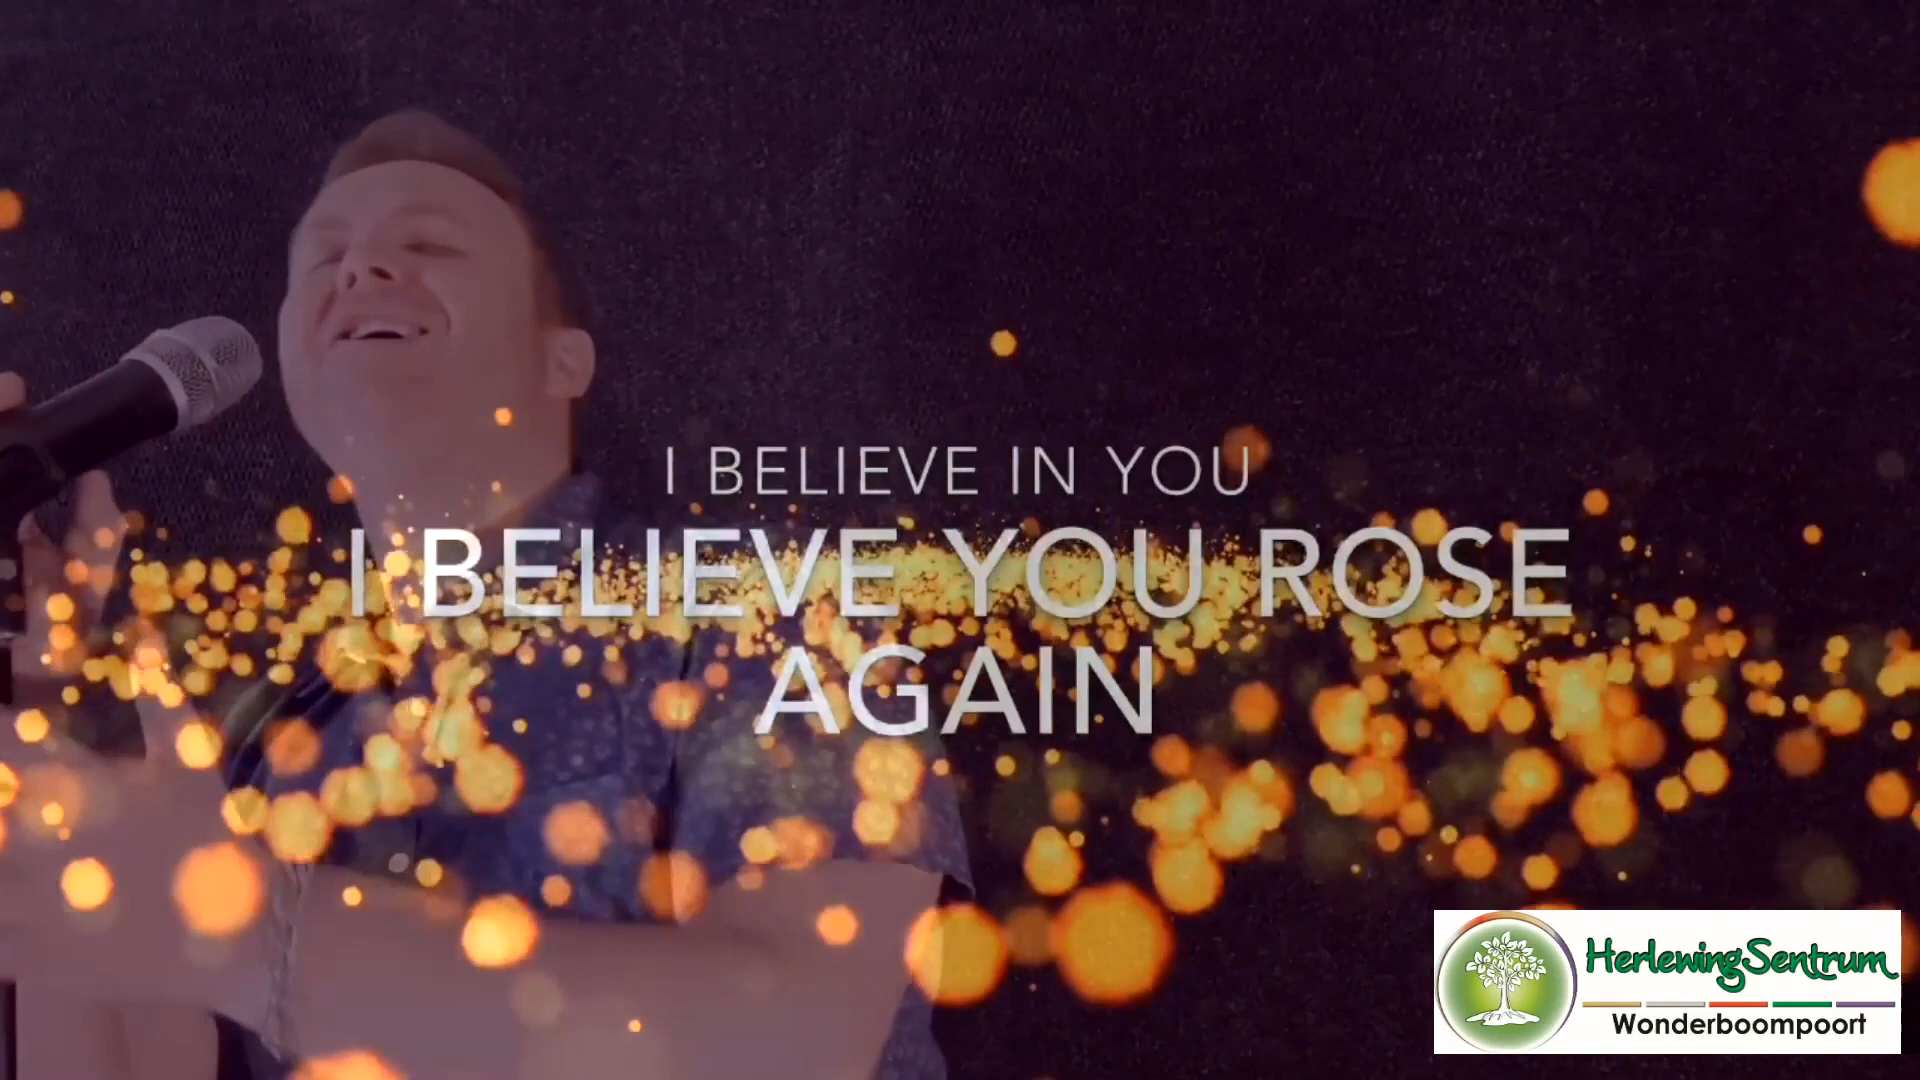 I BELIEVE IN YOU
I BELIEVE YOU ROSE
AGAIN
HerlewingSentrum
Wonderboompoort